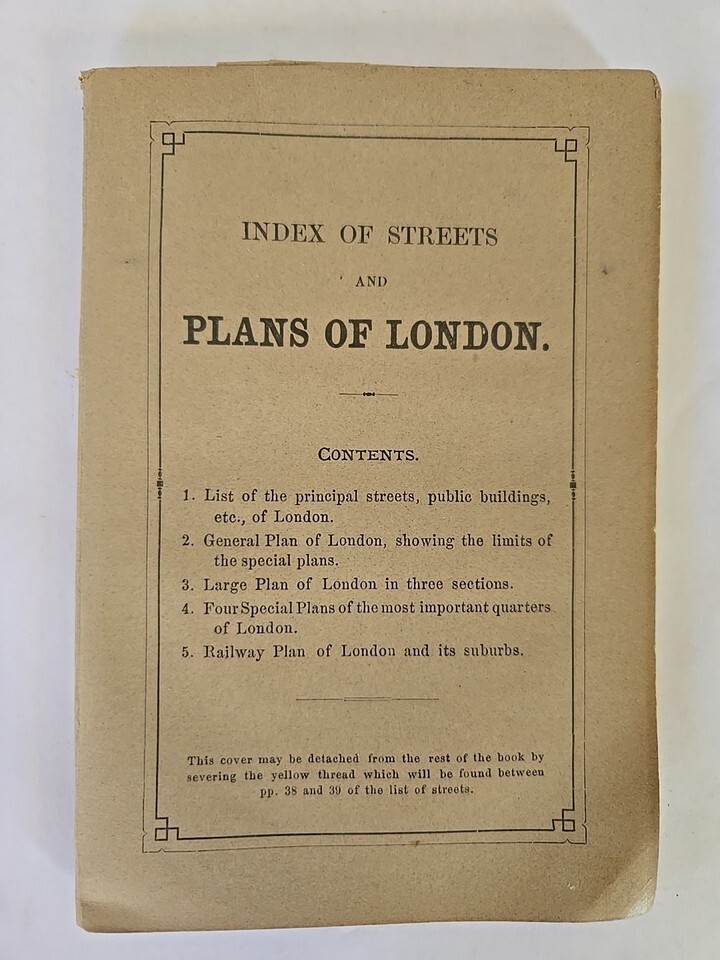 INDEX OF STREETS
AND
PLANS OF LONDON.
CONTENTS.
1. List of the principal streets, public buildings,
etc., of London.
2. General Plan of London, showing the limits of
the special plans.
3. Large Plan of London in three sections.
4. Four Special Plans of the most important quarters
of London.
5. Railway Plan of London and its suburbs.
This cover may be detached from the rest of the book by
severing the yellow thread which will be found between
pp. 38 and 39 of the list of streets.